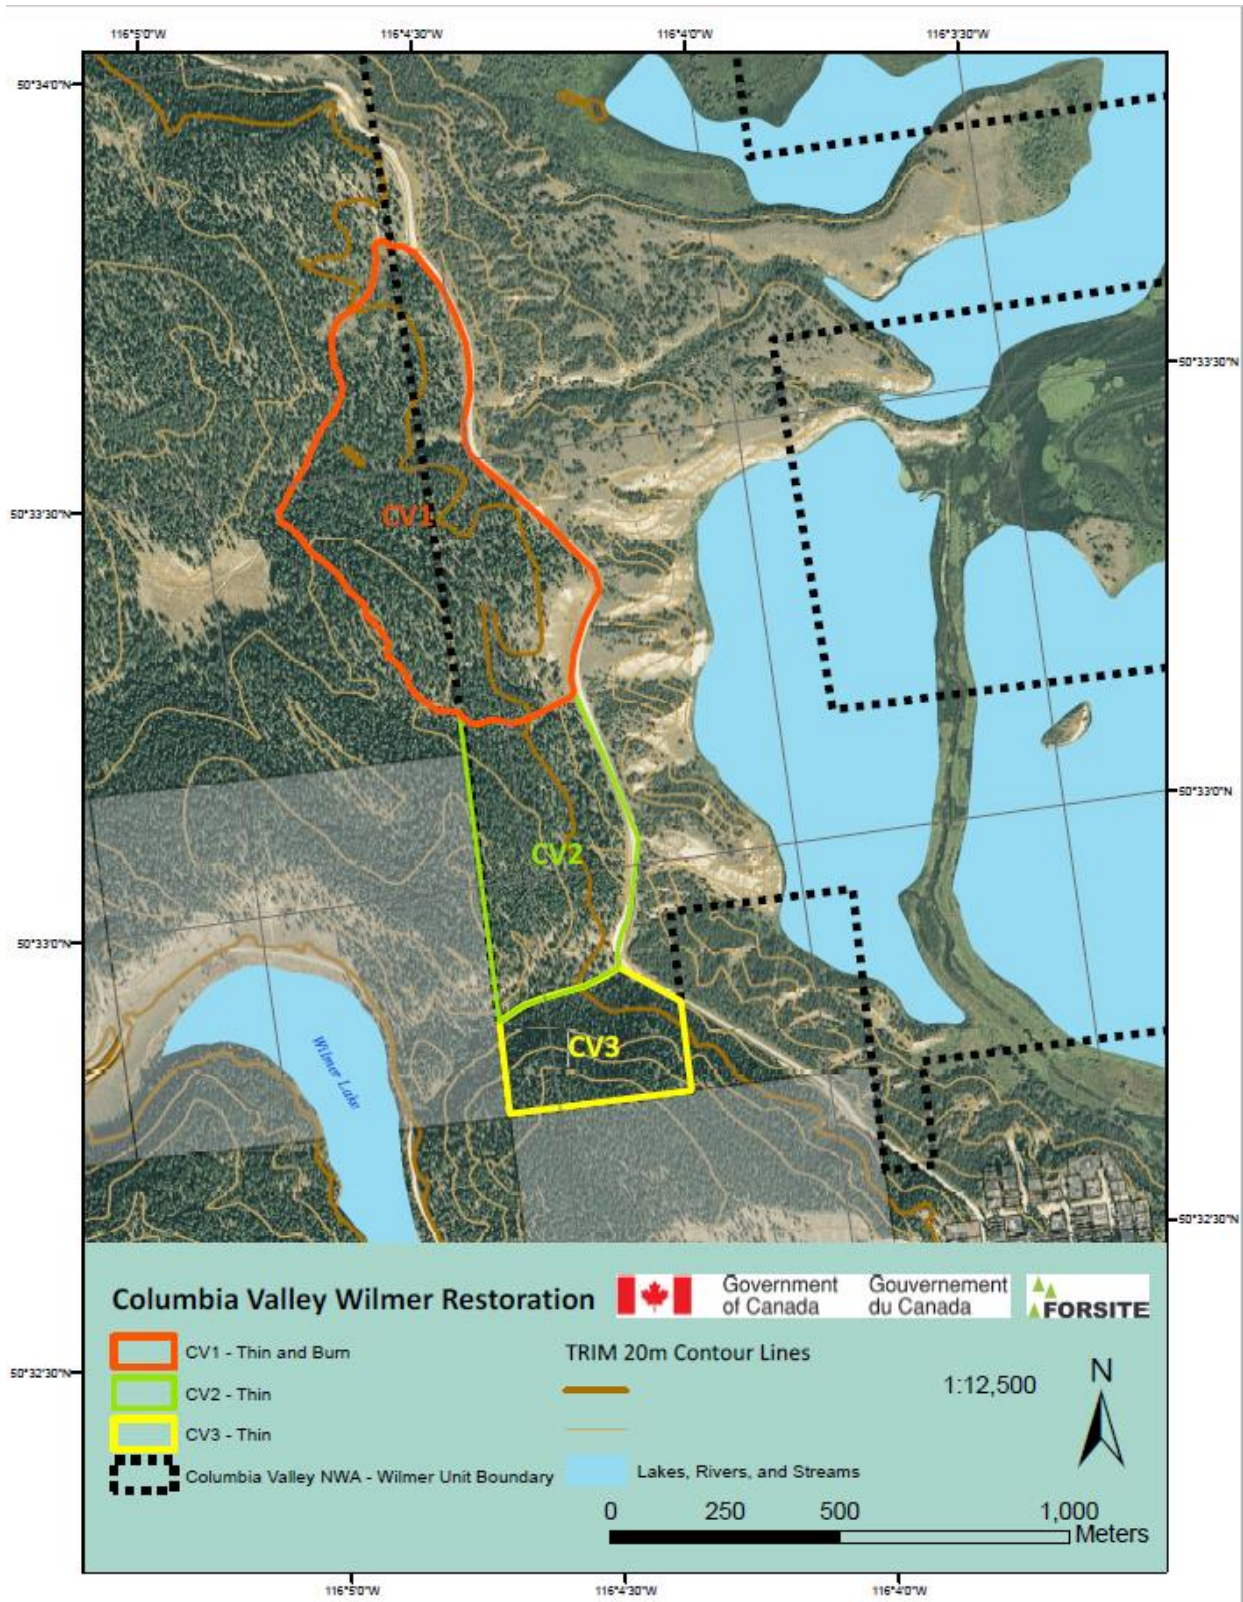 116°5'0"W 116°4'30"W 116°4'0"W 116°3'30"W
50°34'0"N
50°33'30"N
50°33'30"N
CV1
50°33'0"N
CV2
50°33'0"N
CV3
Wilmer Lake
50°32'30"N
Columbia Valley Wilmer Restoration
Government of Canada
Gouvernement du Canada
FORSITE
CV1 - Thin and Burn
CV2 - Thin
CV3 - Thin
Columbia Valley NWA - Wilmer Unit Boundary
TRIM 20m Contour Lines
Lakes, Rivers, and Streams
1:12,500
N
0 250 500 1,000
Meters
50°32'30"N
116°5'0"W 116°4'30"W 116°4'0"W